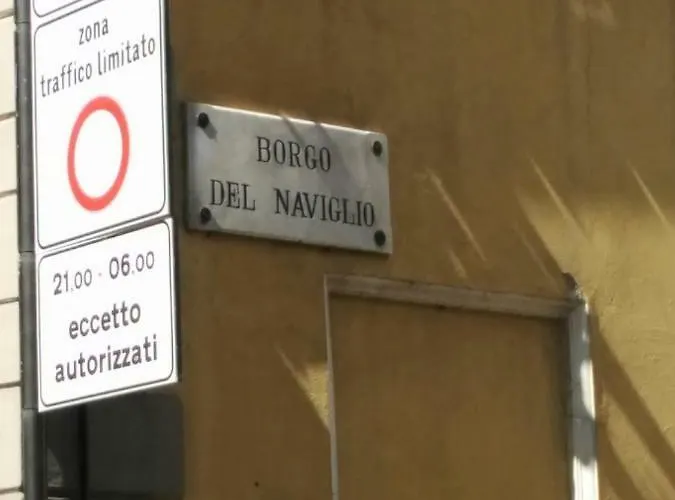 zona
traffico limitato
21,00 - 06,00
eccetto
autorizzati
BORGO
DEL NAVIGLIO